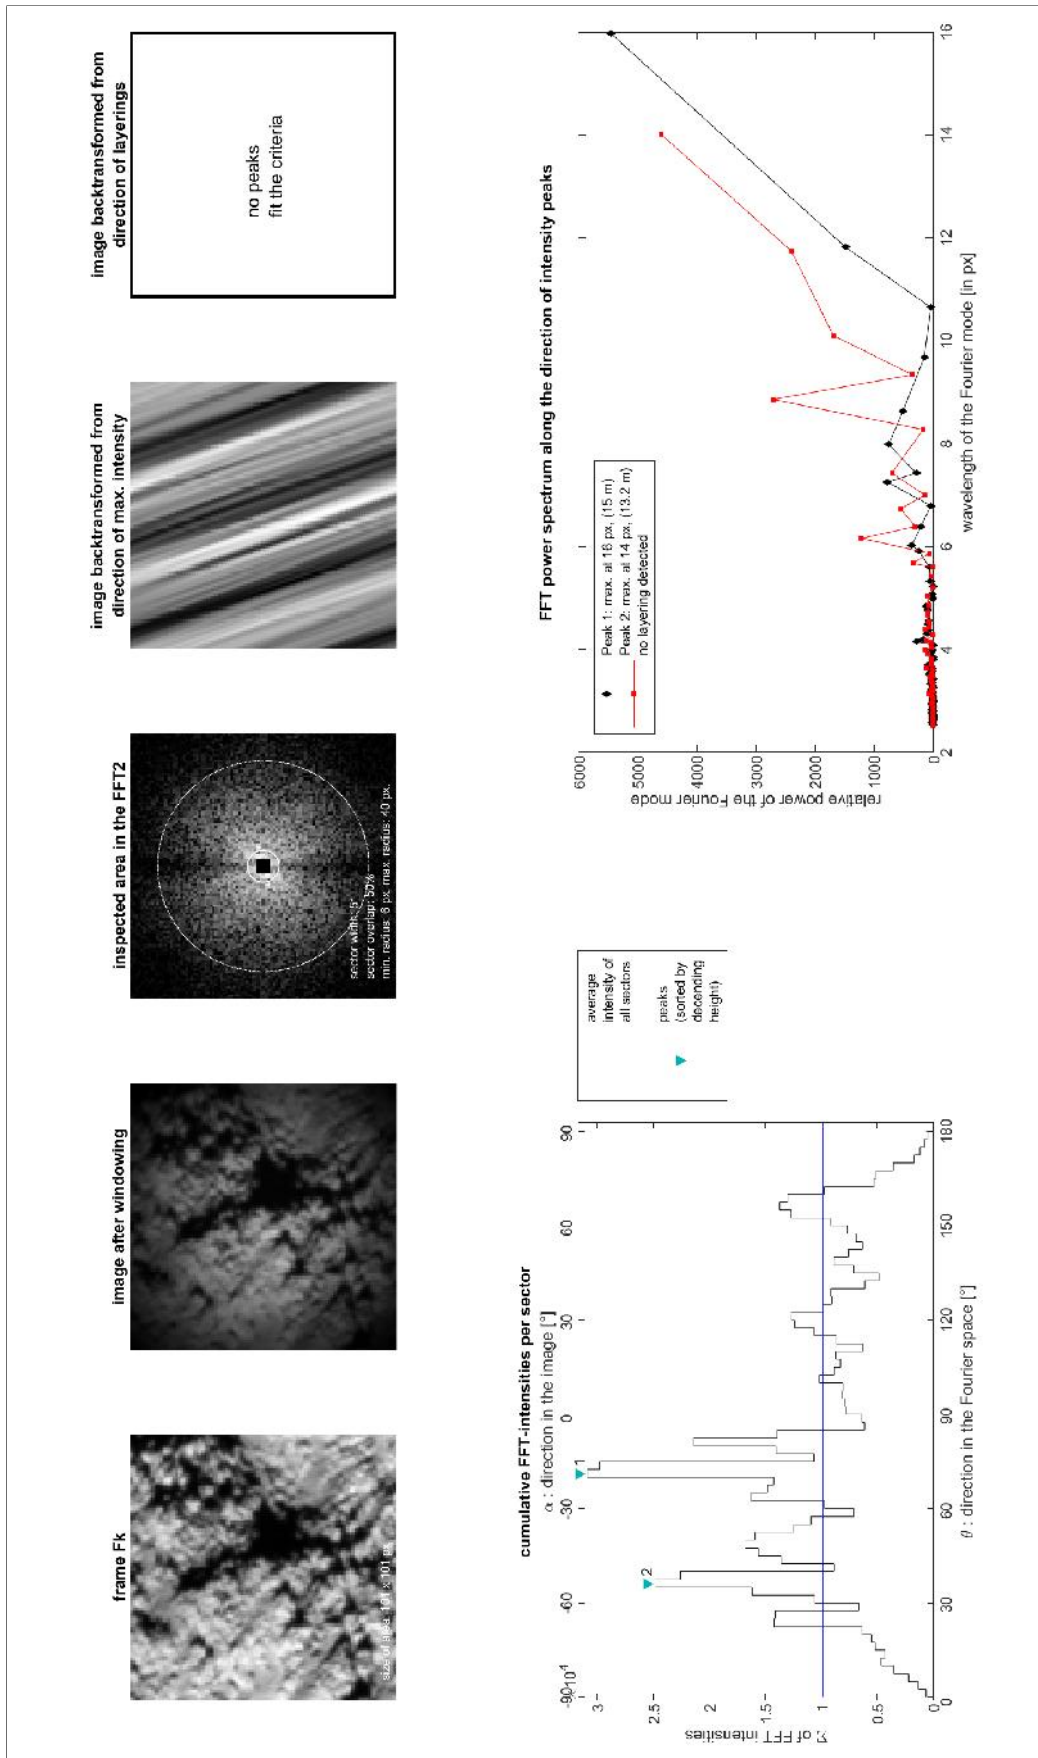 frame Fk
size of area: 101 x 101 px
image after windowing
inspected area in the FFT2
sector width: 5°
sector overlap: 50%
min. radius: 6 px, max. radius: 40 px.
image backtransformed from
direction of max. intensity
image backtransformed from
direction of layerings
no peaks
fit the criteria
cumulative FFT-intensities per sector
α : direction in the image [°]
-90 -60 -30 0 30 60 90
10⁴
3
2.5
2
1.5
1
0.5
0
Σ of FFT intensities
2
1
0 30 60 90 120 150 180
θ : direction in the Fourier space [°]
average
intensity of
all sectors
peaks
(sorted by
decending
height)
FFT power spectrum along the direction of intensity peaks
6000
5000
4000
3000
2000
1000
0
relative power of the Fourier mode
Peak 1: max. at 16 px, (15 m)
Peak 2: max. at 14 px, (13.2 m)
no layering detected
2 4 6 8 10 12 14 16
wavelength of the Fourier mode [in px]